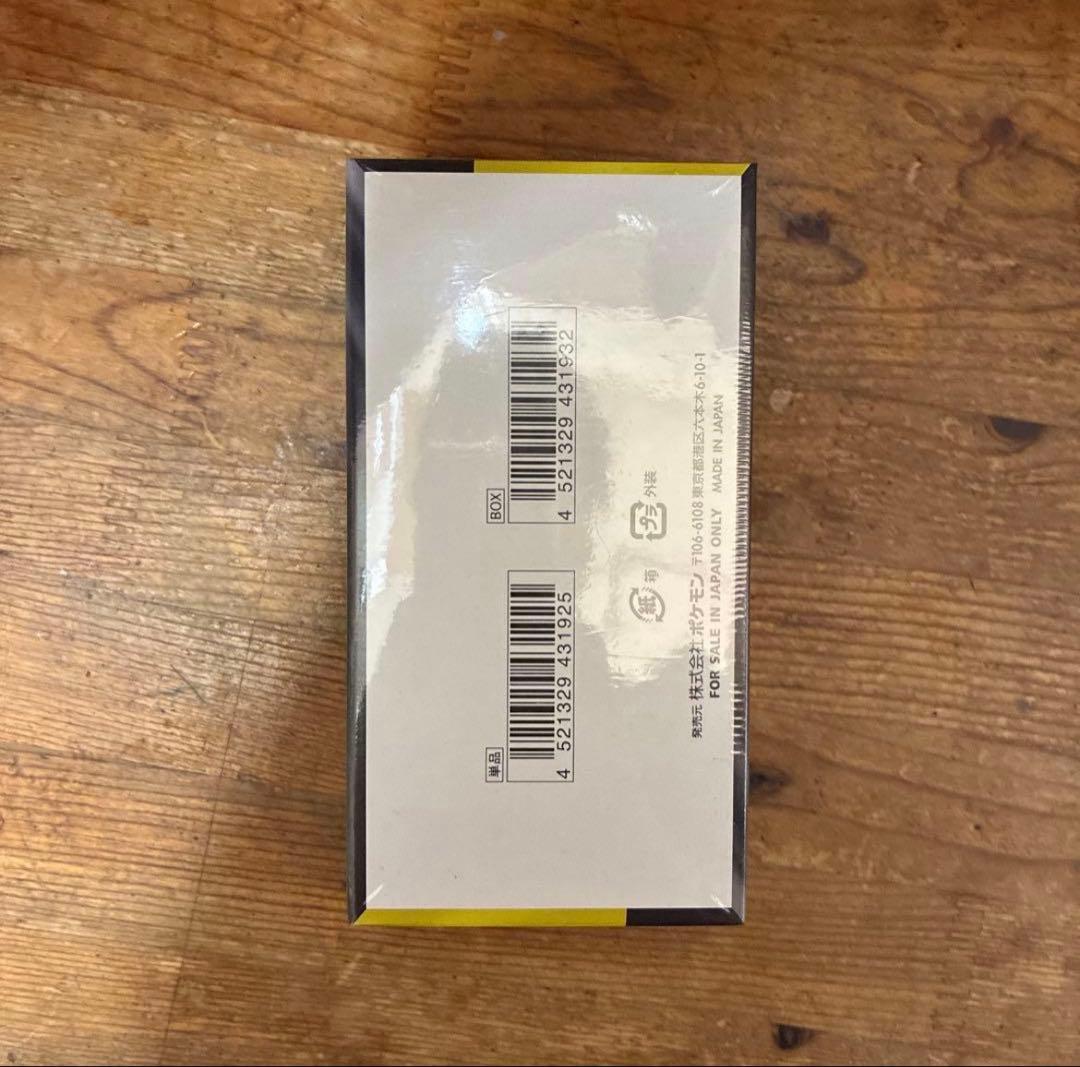 単品
4 521329 431925
BOX
4 521329 431932
紙 箱
プラ 外装
発売元 株式会社ポケモン 〒106-6108 東京都港区六本木6-10-1
FOR SALE IN JAPAN ONLY MADE IN JAPAN